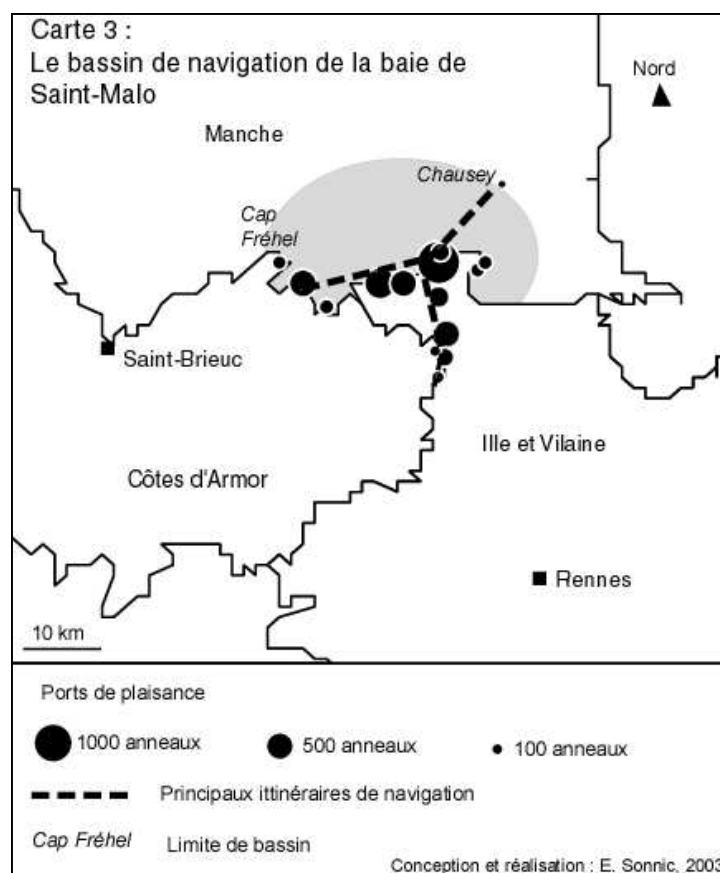 Carte 3 :
Le bassin de navigation de la baie de
Saint-Malo
Nord
Manche
Chausey
Cap
Fréhel
Saint-Brieuc
Ille et Vilaine
Côtes d'Armor
Rennes
10 km
Ports de plaisance
1000 anneaux
500 anneaux
100 anneaux
Principaux ittinéraires de navigation
Cap Fréhel
Limite de bassin
Conception et réalisation : E. Sonnic, 2003